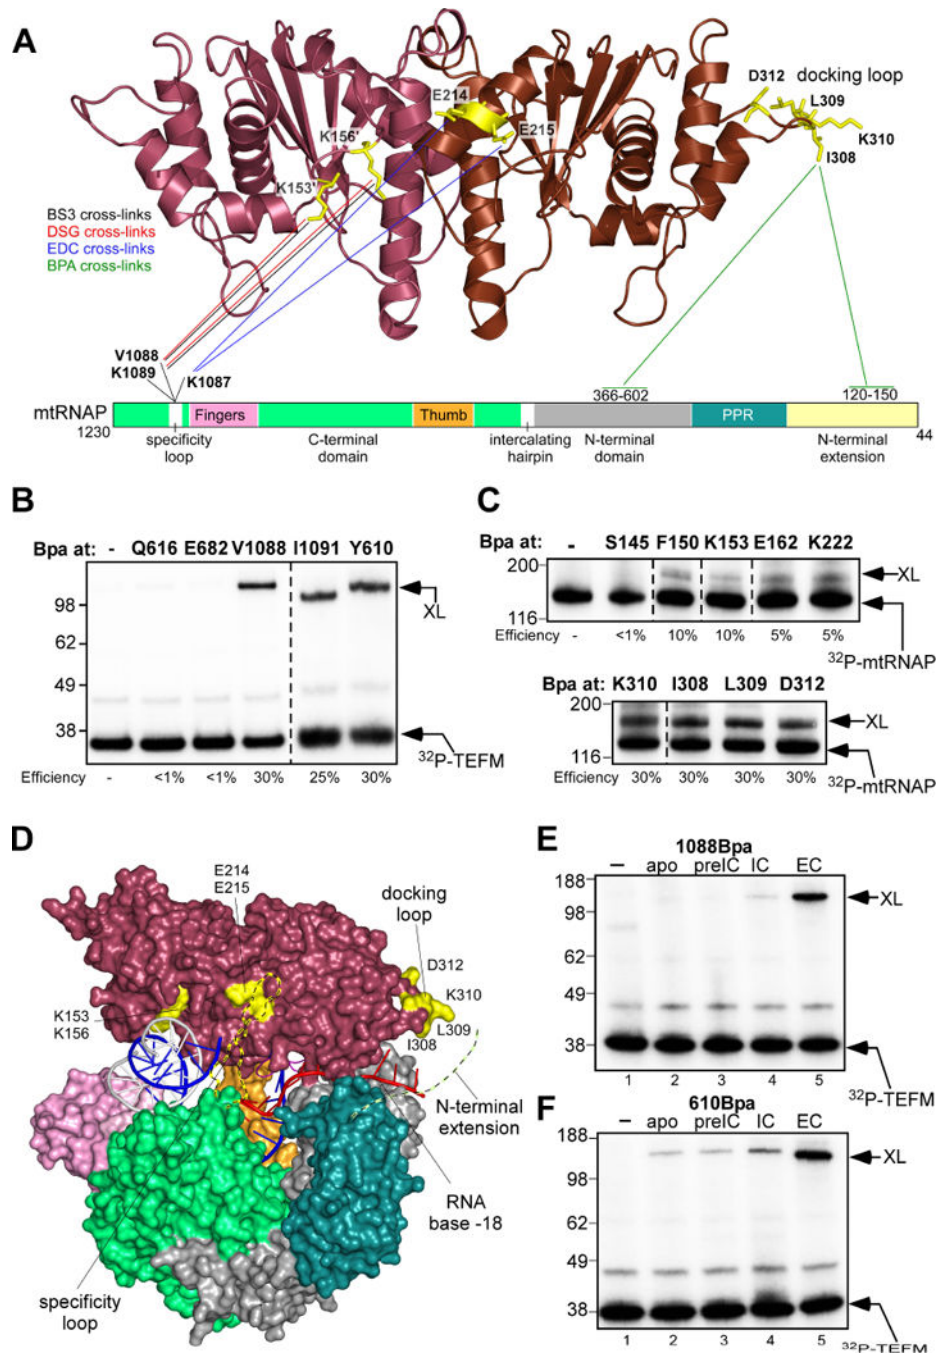 A
E214
E215
K156'
K153'
D312 docking loop
L309
K310
I308
BS3 cross-links
DSG cross-links
EDC cross-links
BPA cross-links
V1088
K1089
K1087
366-602
120-150
mtRNAP
Fingers
Thumb
PPR
1230
44
specificity
loop
C-terminal
domain
intercalating
hairpin
N-terminal
domain
N-terminal
extension
B
Bpa at: - Q616 E682 V1088 I1091 Y610
98
62
49
38
XL
32P-TEFM
Efficiency - <1% <1% 30% 25% 30%
C
Bpa at: - S145 F150 K153 E162 K222
200
116
XL
Efficiency - <1% 10% 10% 5% 5%
32P-mtRNAP
Bpa at: K310 I308 L309 D312
200
116
XL
Efficiency 30% 30% 30% 30%
32P-mtRNAP
D
E214
E215
docking
loop
D312
K310
L309
I308
K153
K156
N-terminal
extension
RNA
base -18
specificity
loop
E
1088Bpa
– apo preIC IC EC
188
98
62
49
38
XL
1 2 3 4 5
32P-TEFM
F
610Bpa
– apo preIC IC EC
188
98
62
49
38
XL
1 2 3 4 5
32P-TEFM